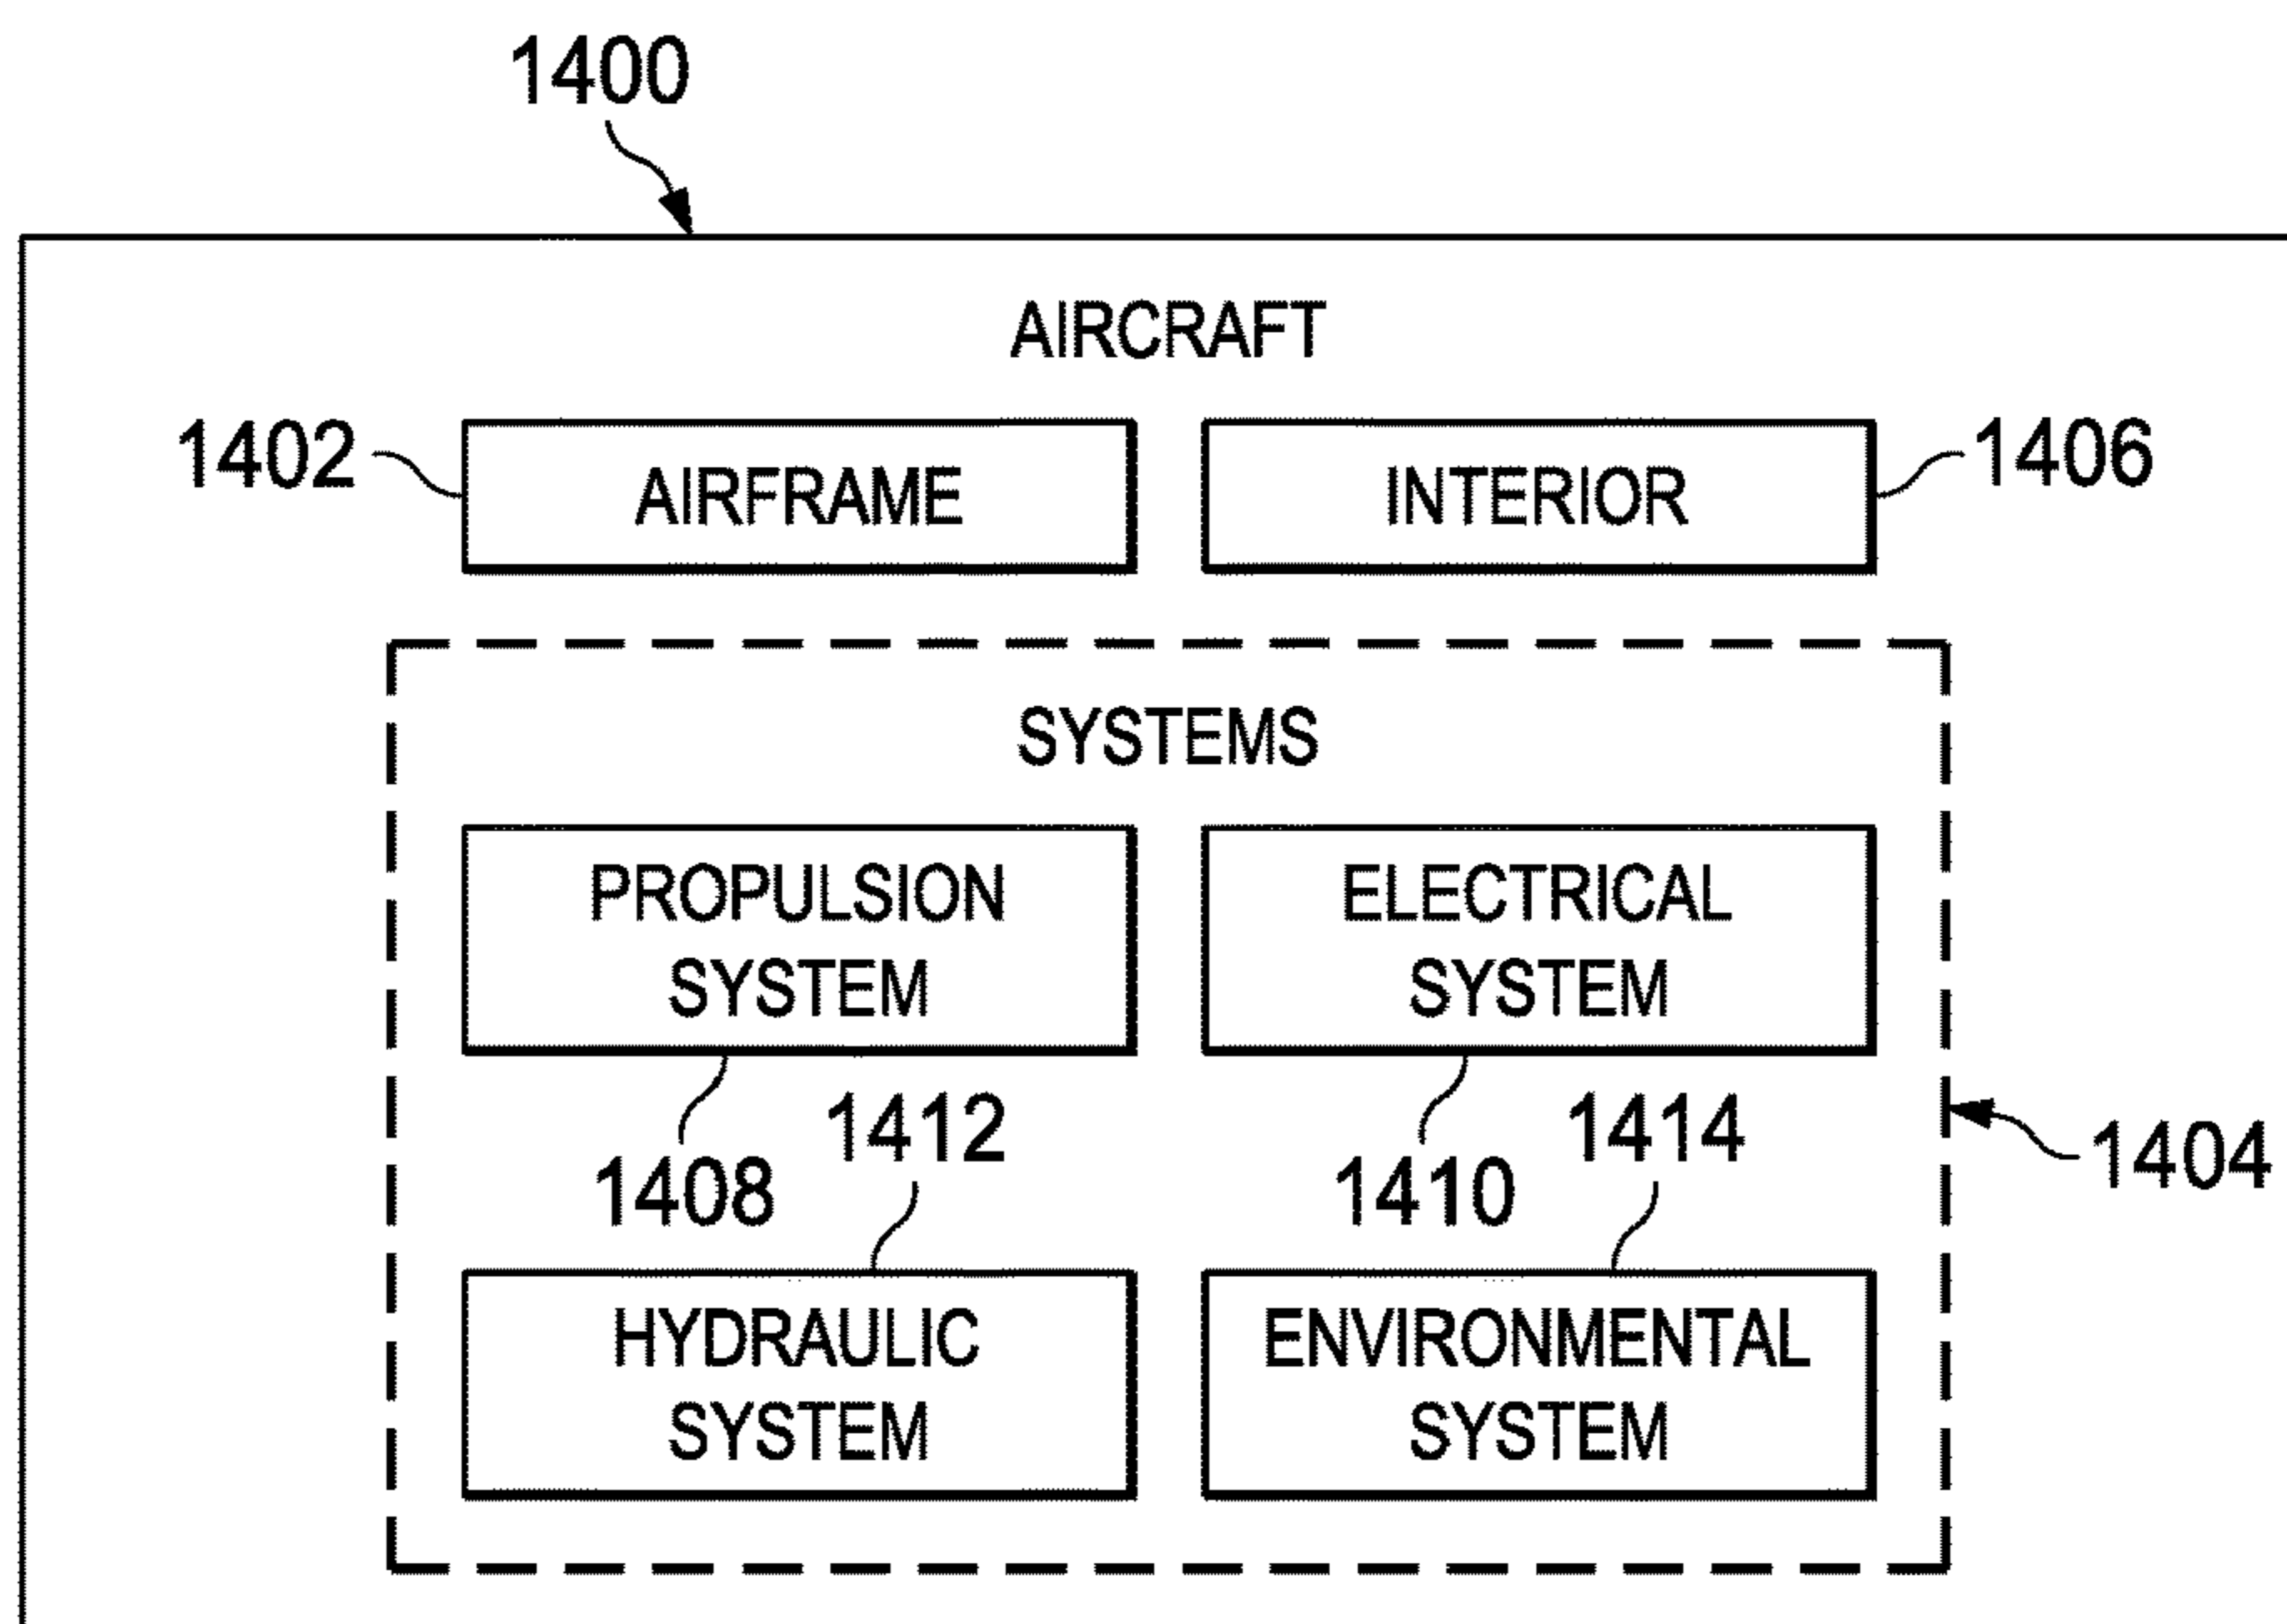 1400
AIRCRAFT
1402
AIRFRAME
INTERIOR
1406
SYSTEMS
PROPULSION
SYSTEM
ELECTRICAL
SYSTEM
1408
1412
1410
1414
1404
HYDRAULIC
SYSTEM
ENVIRONMENTAL
SYSTEM